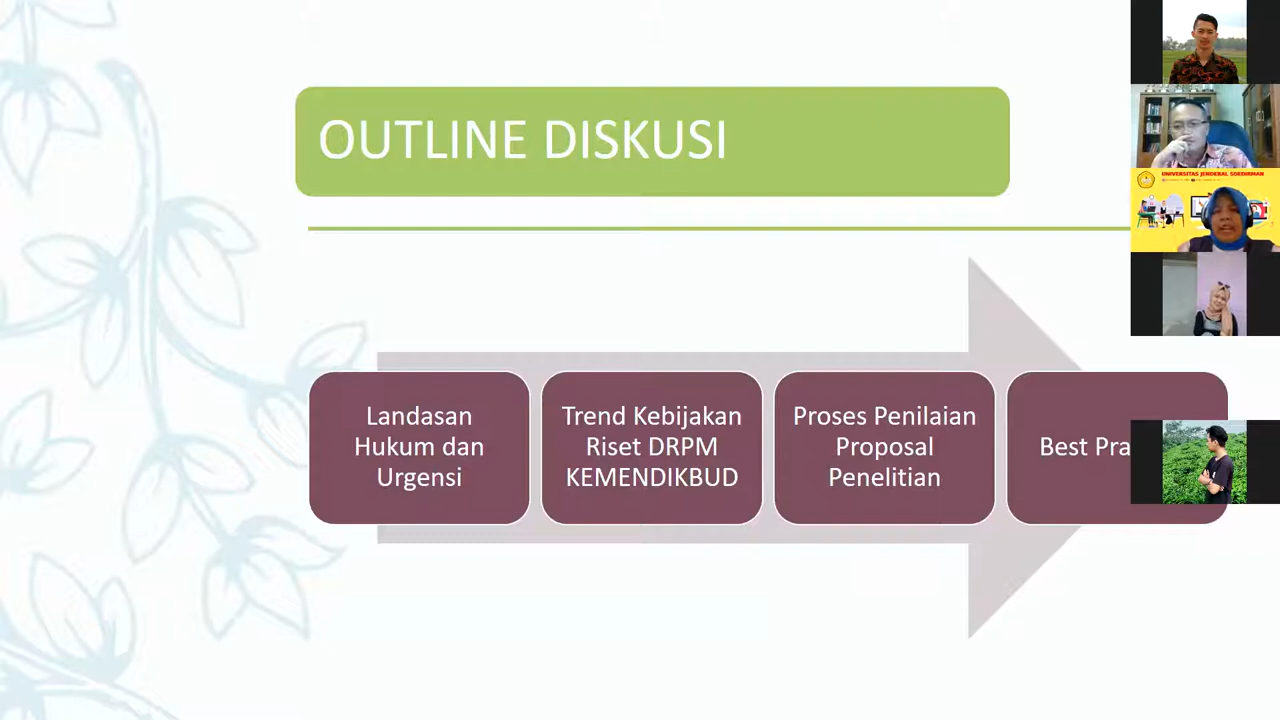 OUTLINE DISKUSI
UNIVERSITAS JENDERAL SOEDIRMAN
Landasan
Hukum dan
Urgensi
Trend Kebijakan
Riset DRPM
KEMENDIKBUD
Proses Penilaian
Proposal
Penelitian
Best Pra